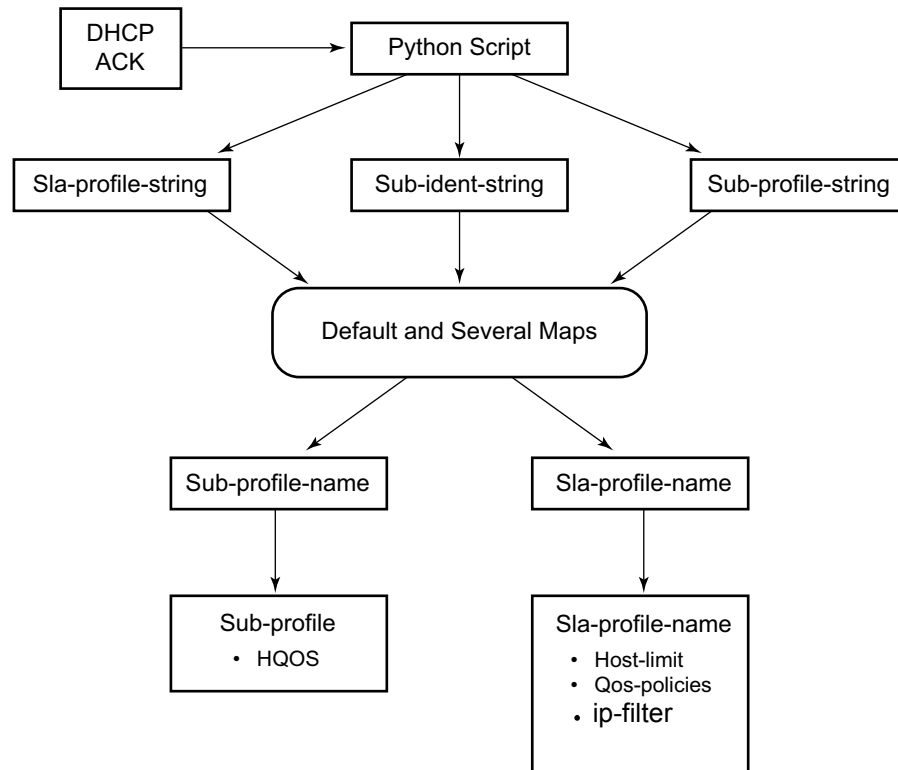 DHCP
ACK
Python Script
Sla-profile-string
Sub-ident-string
Sub-profile-string
Default and Several Maps
Sub-profile-name
Sla-profile-name
Sub-profile
• HQOS
Sla-profile-name
• Host-limit
• Qos-policies
• ip-filter